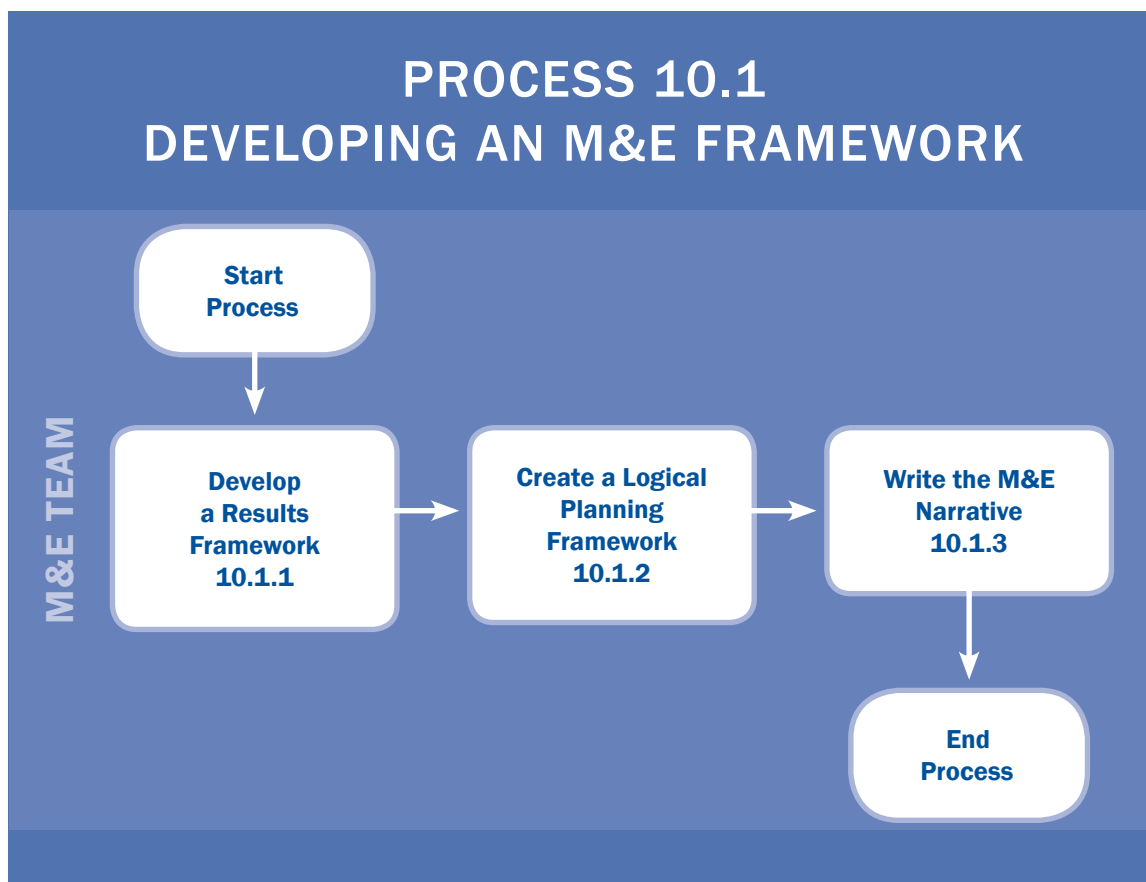 PROCESS 10.1
DEVELOPING AN M&E FRAMEWORK
M&E TEAM
Start
Process
Develop
a Results
Framework
10.1.1
Create a Logical
Planning
Framework
10.1.2
Write the M&E
Narrative
10.1.3
End
Process